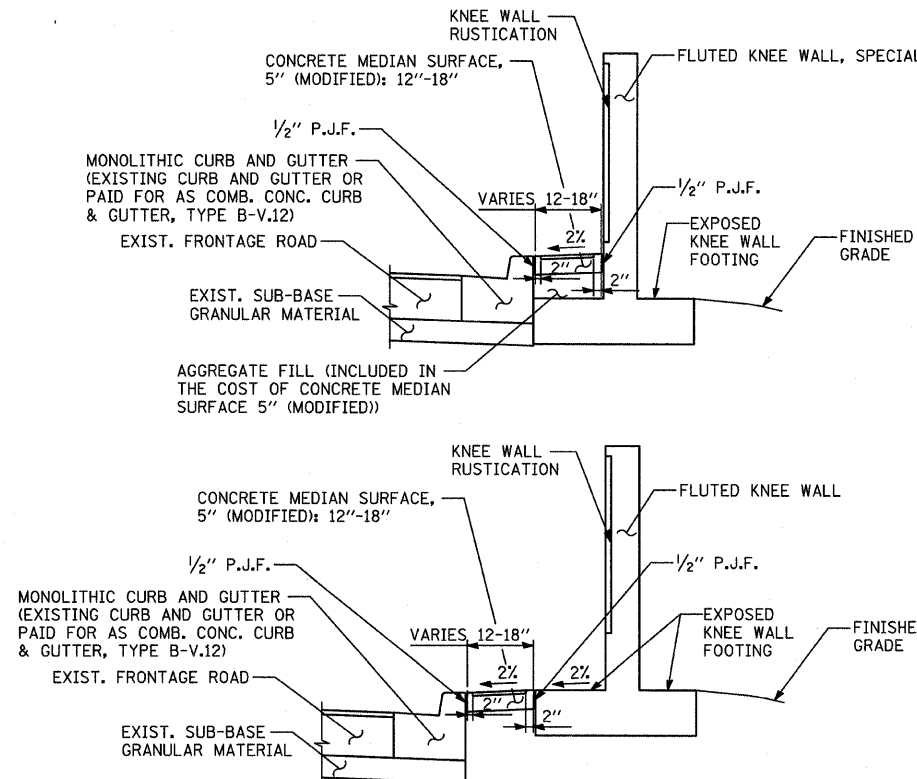 KNEE WALL
RUSTICATION
CONCRETE MEDIAN SURFACE,
5" (MODIFIED): 12"-18"
FLUTED KNEE WALL, SPECIAL
1/2" P.J.F.
MONOLITHIC CURB AND GUTTER
(EXISTING CURB AND GUTTER OR
PAID FOR AS COMB. CONC. CURB
& GUTTER, TYPE B-V.12)
VARIES 12-18"
1/2" P.J.F.
2%
EXIST. FRONTAGE ROAD
EXPOSED
KNEE WALL
FOOTING
FINISHED
GRADE
2"
2"
EXIST. SUB-BASE
GRANULAR MATERIAL
AGGREGATE FILL (INCLUDED IN
THE COST OF CONCRETE MEDIAN
SURFACE 5" (MODIFIED))
KNEE WALL
RUSTICATION
CONCRETE MEDIAN SURFACE,
5" (MODIFIED): 12"-18"
FLUTED KNEE WALL
1/2" P.J.F.
1/2" P.J.F.
MONOLITHIC CURB AND GUTTER
(EXISTING CURB AND GUTTER OR
PAID FOR AS COMB. CONC. CURB
& GUTTER, TYPE B-V.12)
VARIES 12-18"
EXPOSED
KNEE WALL
FOOTING
FINISHE
GRADE
2%
2%
EXIST. FRONTAGE ROAD
2"
2"
EXIST. SUB-BASE
GRANULAR MATERIAL